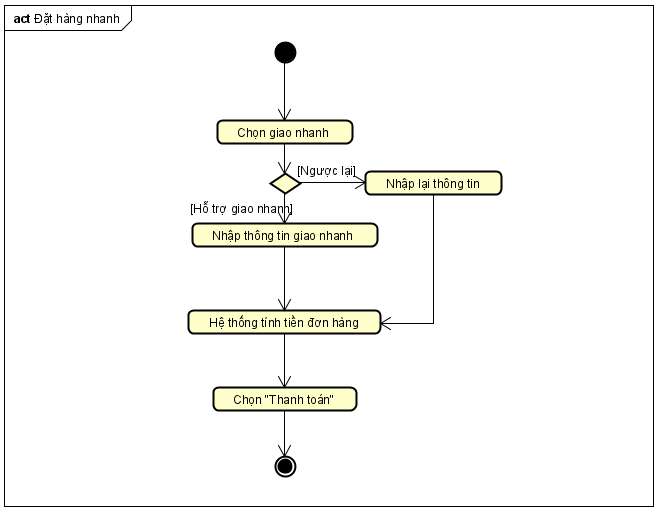 act Đặt hàng nhanh
Chọn giao nhanh
[Ngược lại]
Nhập lại thông tin
[Hỗ trợ giao nhanh]
Nhập thông tin giao nhanh
Hệ thống tính tiền đơn hàng
Chọn "Thanh toán"